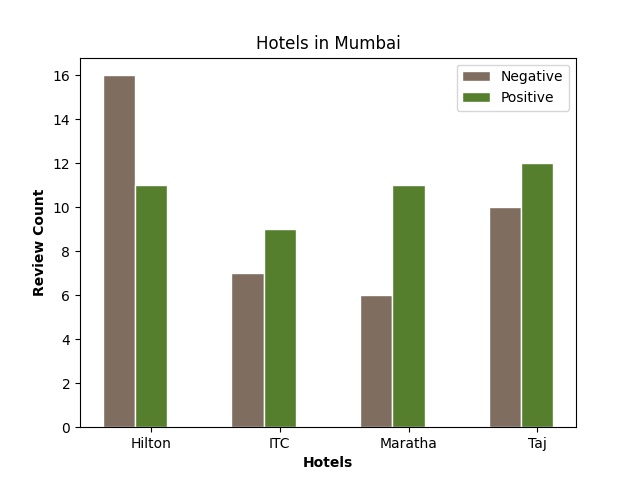 Hotels in Mumbai
Negative
Positive
16
14
12
10
8
6
4
2
0
Review Count
Hilton ITC Maratha Taj
Hotels